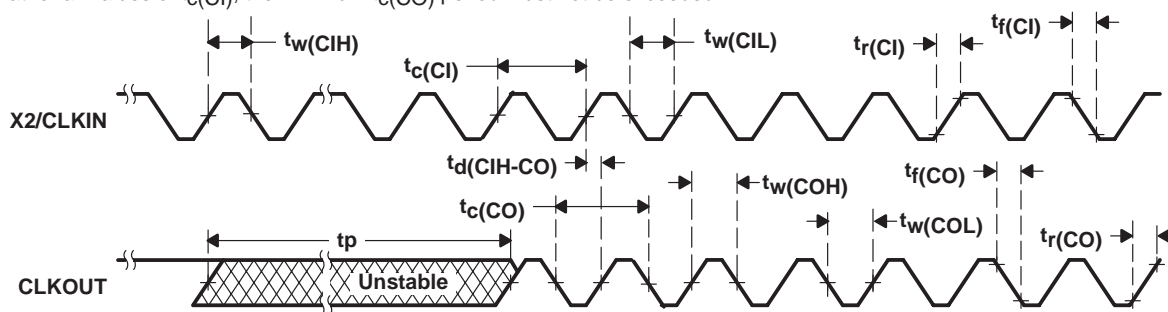 tw(CIH)
tc(CI)
tw(CIL)
tr(CI)
tf(CI)
X2/CLKIN
td(CIH-CO)
tc(CO)
tw(COH)
tf(CO)
tw(COL)
tr(CO)
tp
Unstable
CLKOUT